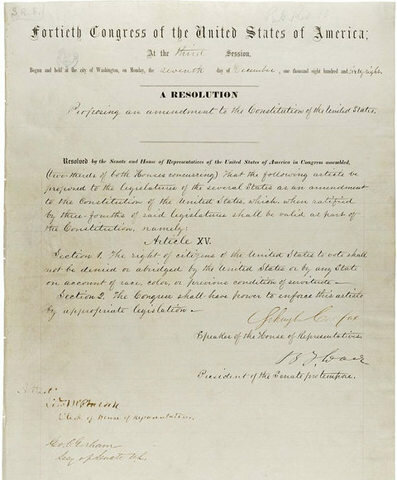 Fortieth Congress of the United States of America;
At the third Session,
Begun and held at the city of Washington, on Monday, the seventh day of December, one thousand eight hundred and sixty-eight.
A RESOLUTION
Proposing an amendment to the Constitution of the United States.
Resolved by the Senate and House of Representatives of the United States of America in Congress assembled,
(two-thirds of both Houses concurring) That the following article be
proposed to the legislatures of the several States as an amendment
to the Constitution of the United States, which, when ratified
by three-fourths of said legislatures shall be valid as part of
the Constitution, namely:
Article XV.
Section 1. The right of citizens of the United States to vote shall
not be denied or abridged by the United States or by any State
on account of race, color, or previous condition of servitude —
Section 2. The Congress shall have power to enforce this article
by appropriate legislation —
Schuyler Colfax
Speaker of the House of Representatives.
B F Wade
President of the Senate protempore.
Attest:
Clerk of House of Representatives.
Geo C Gorham
Secy of Senate U.S.